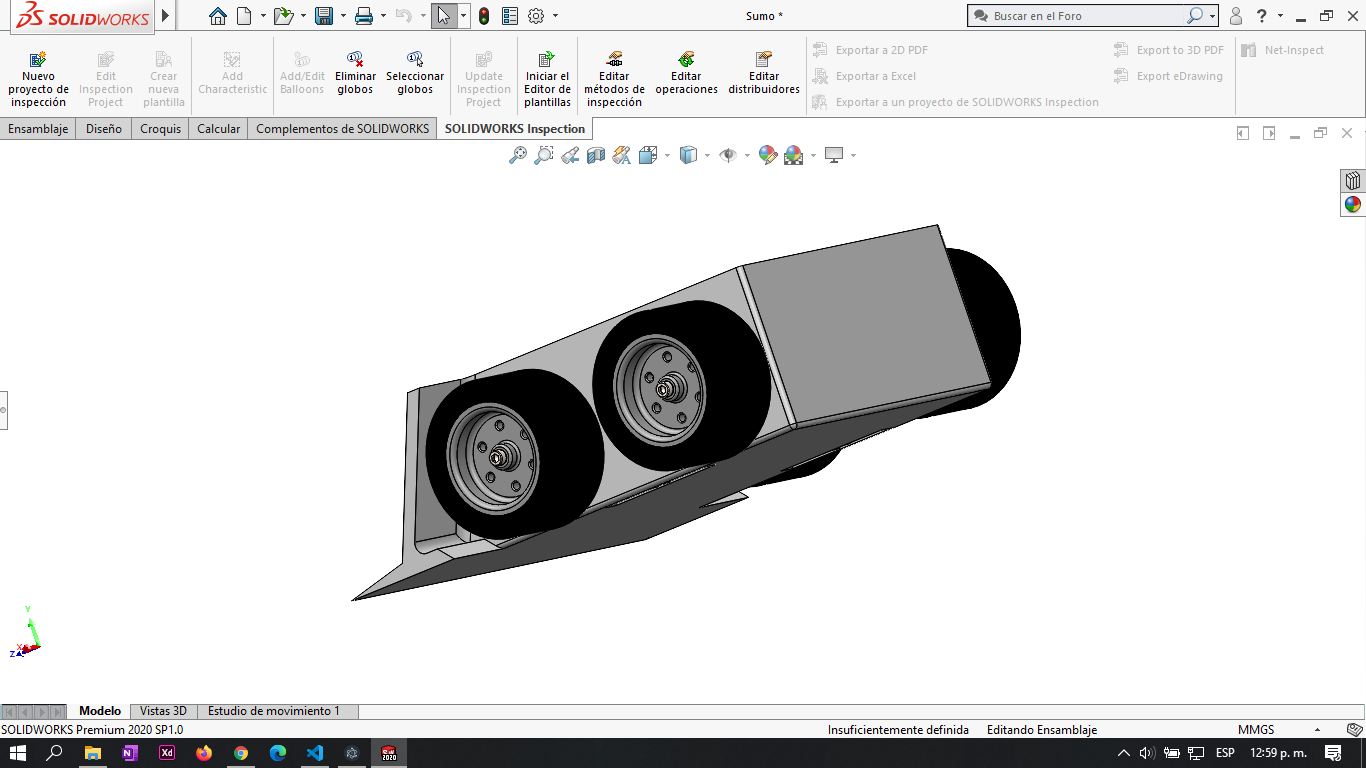 SOLIDWORKS
Sumo *
Buscar en el Foro
?
Nuevo
proyecto de
inspección
Edit
Inspection
Project
Crear
nueva
plantilla
Add
Characteristic
Add/Edit
Balloons
Eliminar
globos
Seleccionar
globos
Update
Inspection
Project
Iniciar el
Editor de
plantillas
Editar
métodos de
inspección
Editar
operaciones
Editar
distribuidores
Exportar a 2D PDF
Exportar a Excel
Exportar a un proyecto de SOLIDWORKS Inspection
Export to 3D PDF
Export eDrawing
Net-Inspect
Ensamblaje
Diseño
Croquis
Calcular
Complementos de SOLIDWORKS
SOLIDWORKS Inspection
Y
X
Z
Modelo
Vistas 3D
Estudio de movimiento 1
SOLIDWORKS Premium 2020 SP1.0
Insuficientemente definida
Editando Ensamblaje
MMGS
N
Xd
SW
2020
ESP
12:59 p. m.